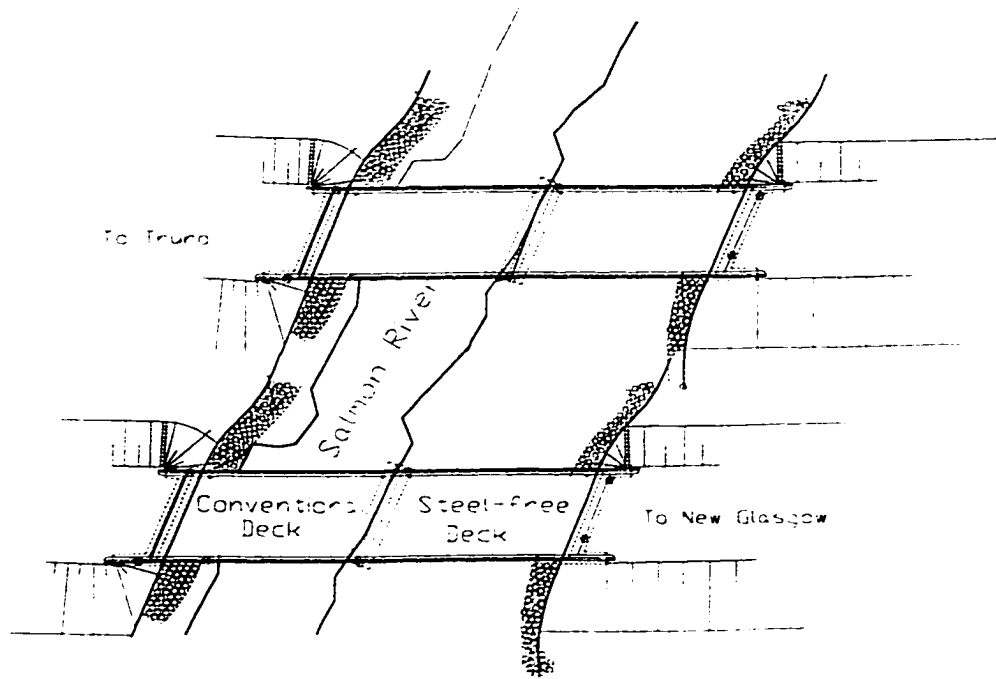 To Truro
Salmon River
Conventional
Deck
Steel-free
Deck
To New Glasgow